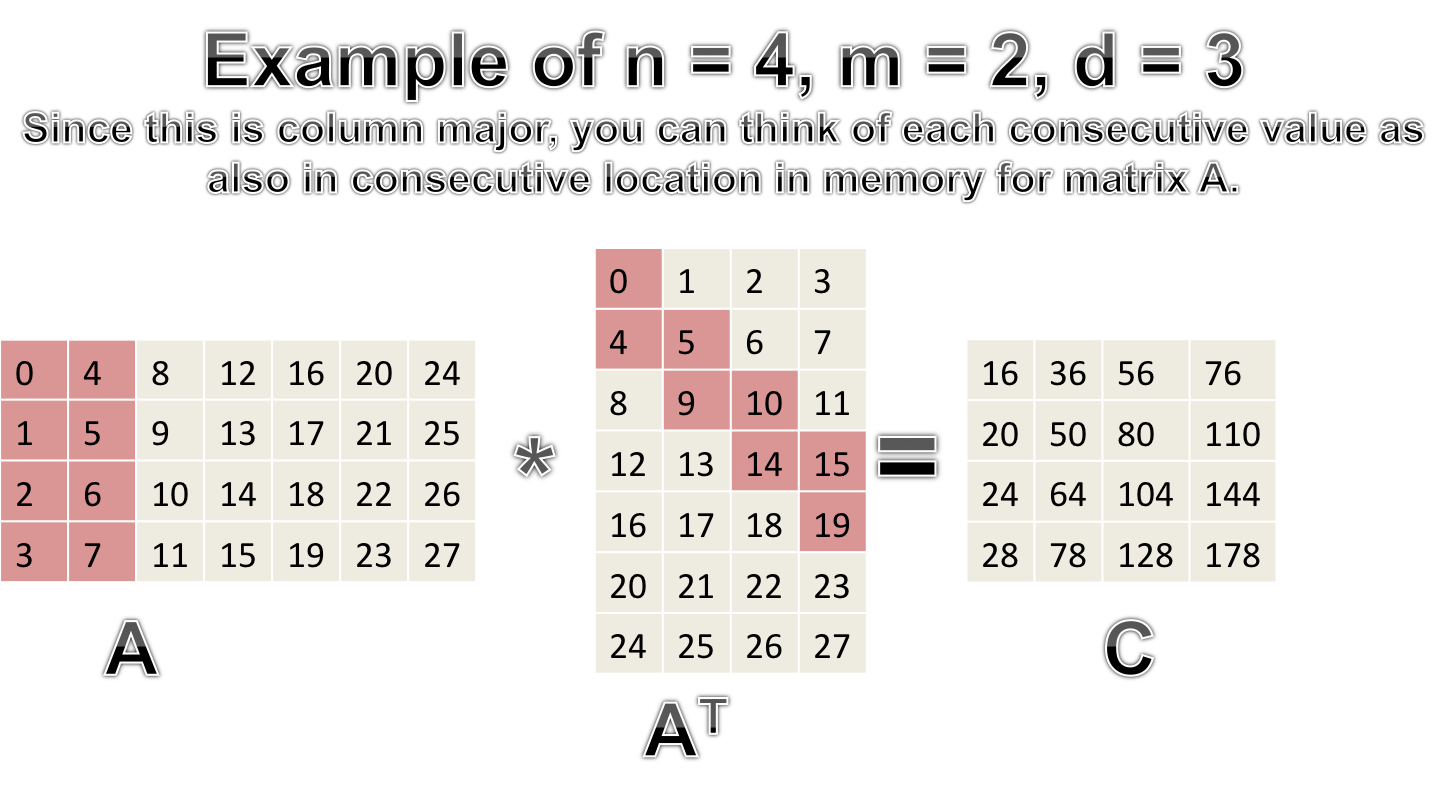 Example of n = 4, m = 2, d = 3
Since this is column major, you can think of each consecutive value as
also in consecutive location in memory for matrix A.
0 4 8 12 16 20 24
1 5 9 13 17 21 25
2 6 10 14 18 22 26
3 7 11 15 19 23 27
A
*
0 1 2 3
4 5 6 7
8 9 10 11
12 13 14 15
16 17 18 19
20 21 22 23
24 25 26 27
Aᵀ
=
16 36 56 76
20 50 80 110
24 64 104 144
28 78 128 178
C